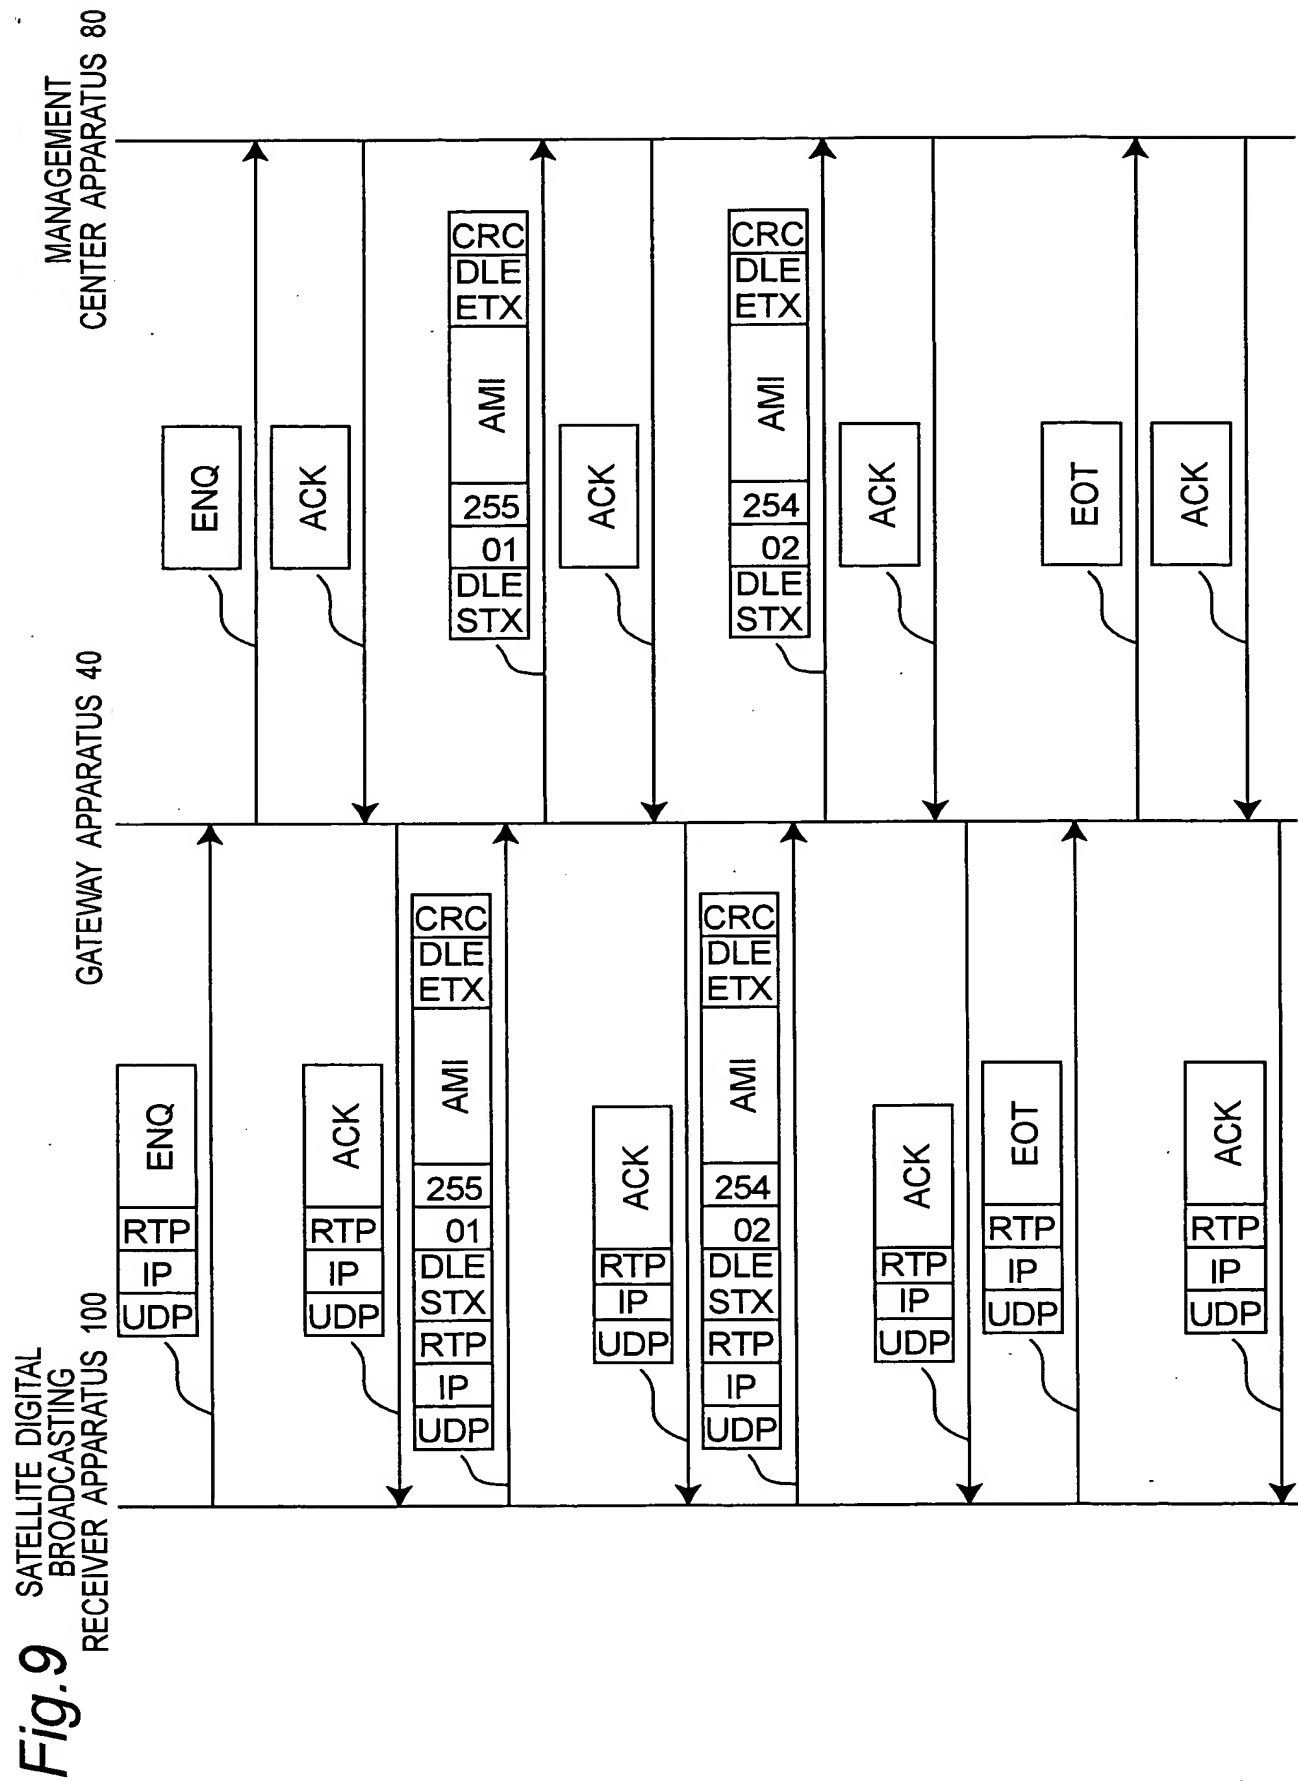 Fig.9
SATELLITE DIGITAL
BROADCASTING
RECEIVER APPARATUS 100
GATEWAY APPARATUS 40
MANAGEMENT
CENTER APPARATUS 80
UDP
IP
RTP
ENQ
ENQ
ACK
UDP
IP
RTP
ACK
UDP
IP
RTP
DLE
STX
01
255
AMI
DLE
ETX
CRC
DLE
STX
01
255
AMI
DLE
ETX
CRC
ACK
UDP
IP
RTP
ACK
UDP
IP
RTP
DLE
STX
02
254
AMI
DLE
ETX
CRC
DLE
STX
02
254
AMI
DLE
ETX
CRC
ACK
UDP
IP
RTP
ACK
UDP
IP
RTP
EOT
EOT
ACK
UDP
IP
RTP
ACK